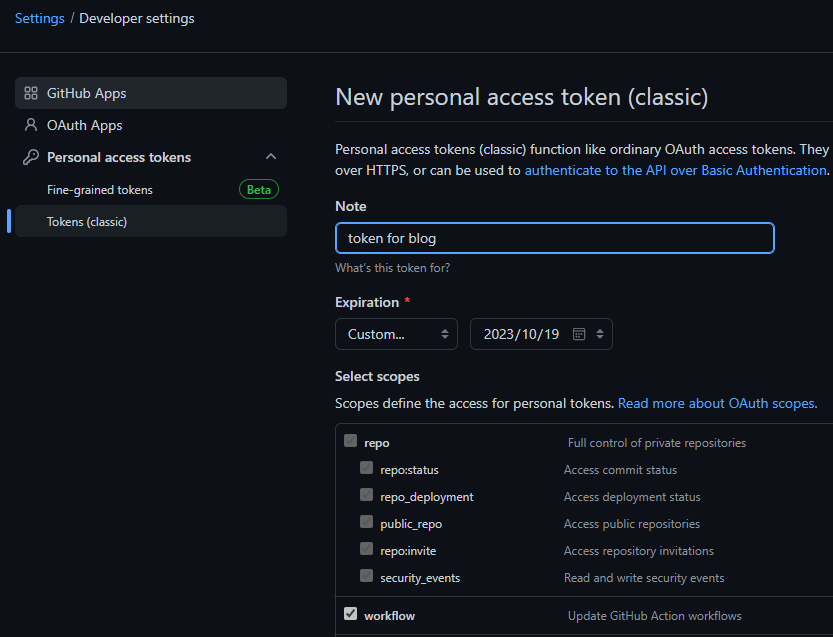 Settings / Developer settings
GitHub Apps
OAuth Apps
Personal access tokens
Fine-grained tokens Beta
Tokens (classic)
New personal access token (classic)
Personal access tokens (classic) function like ordinary OAuth access tokens. They
over HTTPS, or can be used to authenticate to the API over Basic Authentication.
Note
token for blog
What's this token for?
Expiration *
Custom... 2023/10/19
Select scopes
Scopes define the access for personal tokens. Read more about OAuth scopes.
repo Full control of private repositories
repo:status Access commit status
repo_deployment Access deployment status
public_repo Access public repositories
repo:invite Access repository invitations
security_events Read and write security events
workflow Update GitHub Action workflows